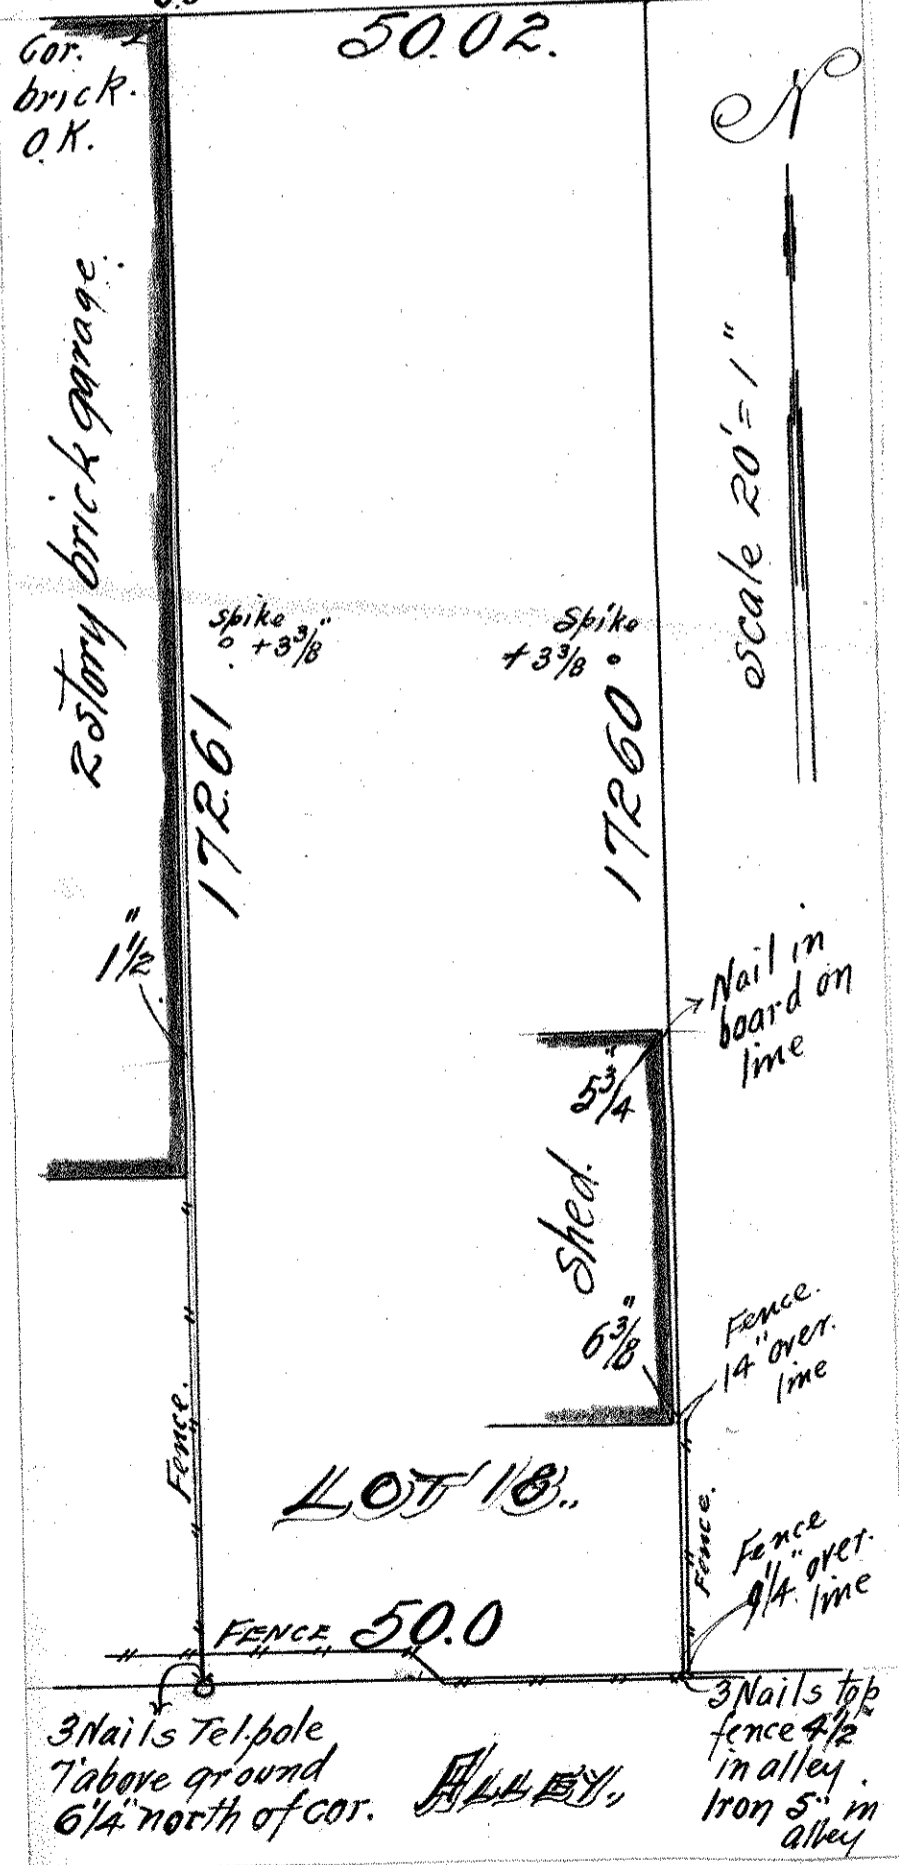 50.02.
Cor.
brick.
O.K.
N
2 Story brick garage.
Scale 20'=1"
Spike
+3 3/8"
Spike
+3 3/8
172.61
172.60
1 1/2"
Nail in
board on
line
5 3/4"
Shed.
6 3/8"
Fence.
14" over.
line
Fence.
LOT 18.
Fence.
Fence
9 1/4" over.
line
FENCE 50.0
3 Nails Tel. pole
7' above ground
6 1/4" north of cor.
ALLEY.
3 Nails top
fence 4 1/2"
in alley.
Iron 5" in
alley